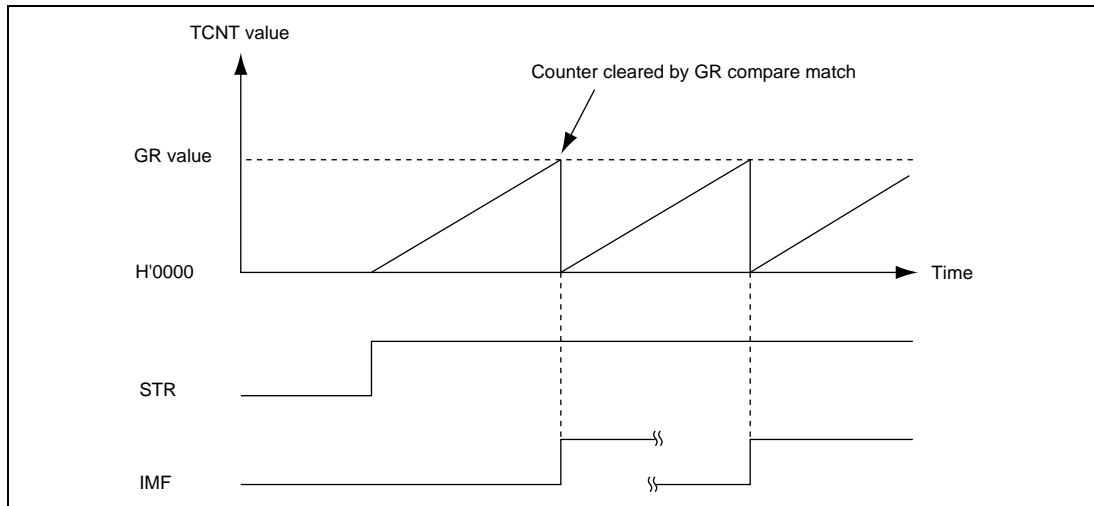 TCNT value
Counter cleared by GR compare match
GR value
H'0000
Time
STR
IMF